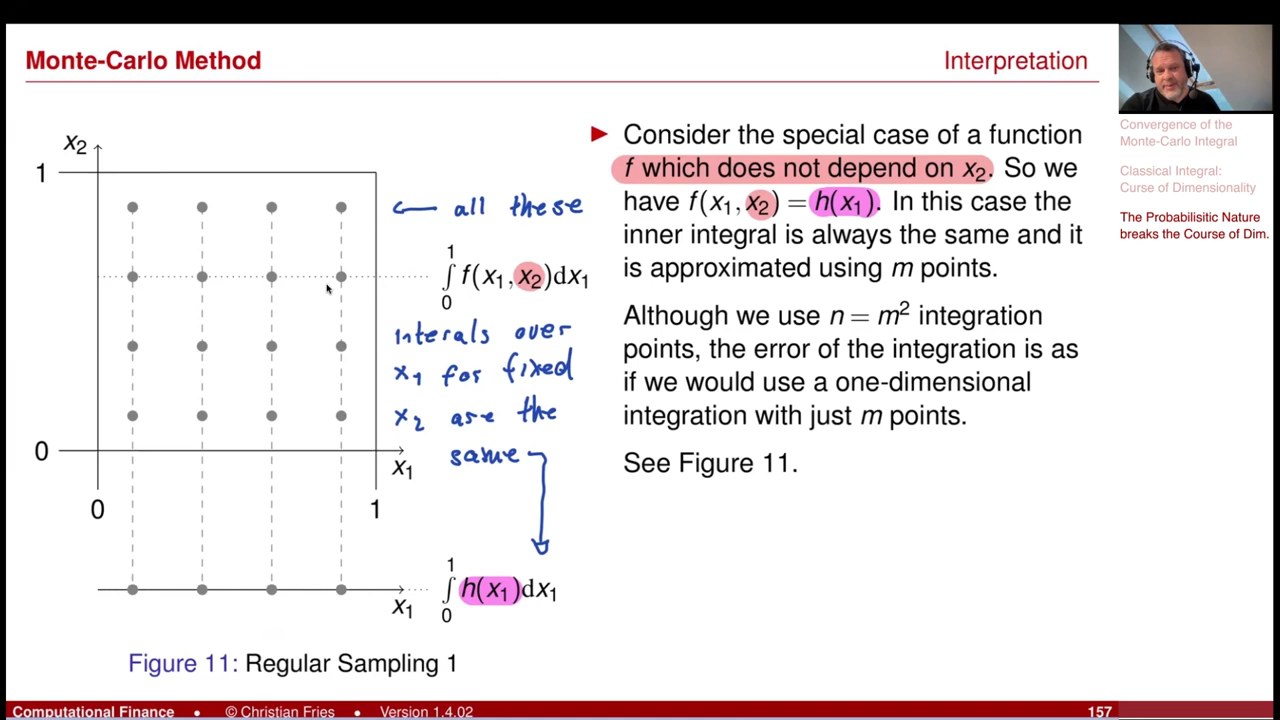 Monte-Carlo Method
Interpretation
x2
1
0
0
1
x1
x1
← all these
1
∫ f(x1, x2)dx1
0
Interals over
x1 for fixed
x2 are the
same
1
∫ h(x1)dx1
0
Figure 11: Regular Sampling 1
▶ Consider the special case of a function
f which does not depend on x2. So we
have f(x1, x2) = h(x1). In this case the
inner integral is always the same and it
is approximated using m points.
Although we use n = m² integration
points, the error of the integration is as
if we would use a one-dimensional
integration with just m points.
See Figure 11.
Convergence of the
Monte-Carlo Integral
Classical Integral:
Curse of Dimensionality
The Probabilisitic Nature
breaks the Course of Dim.
Computational Finance • © Christian Fries • Version 1.4.02
157